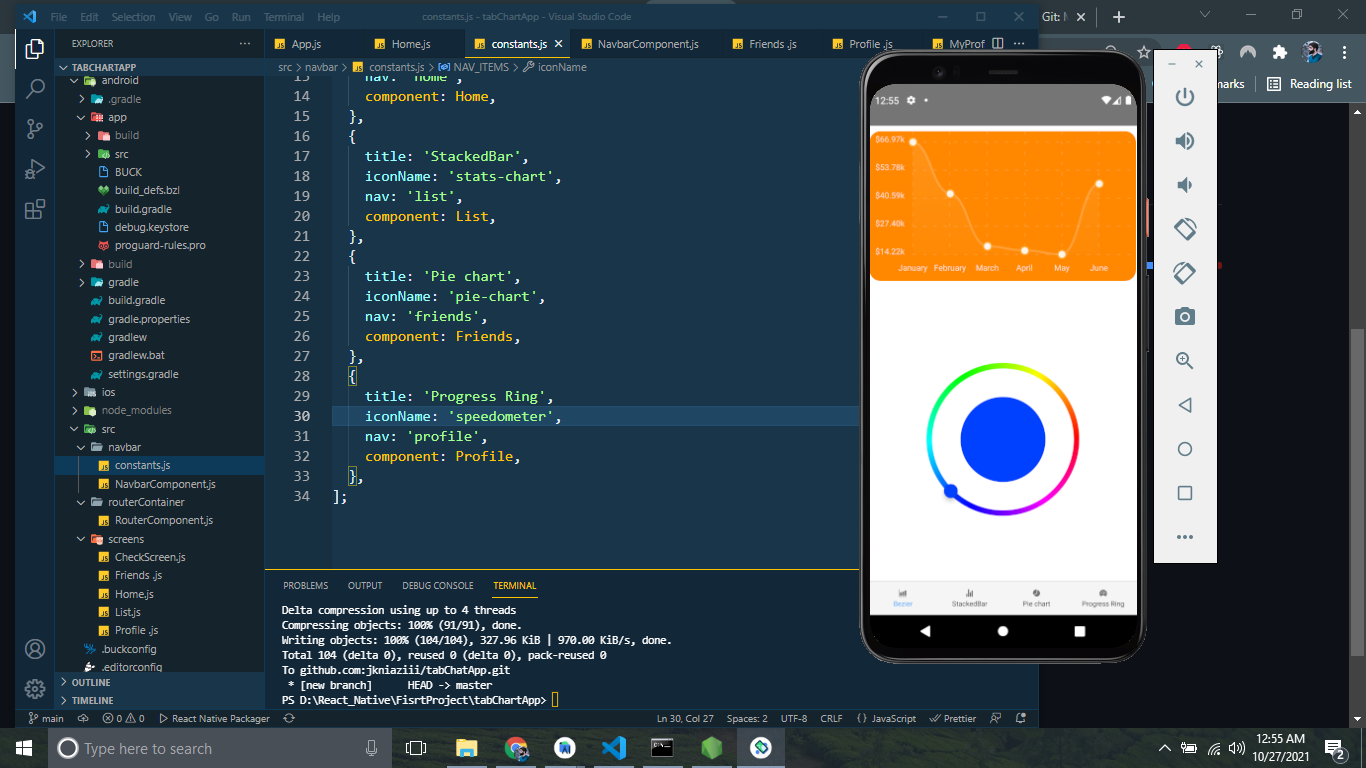 File Edit Selection View Go Run Terminal Help
constants.js - tabChartApp - Visual Studio Code
Git: I
EXPLORER
TABCHARTAPP
android
.gradle
app
build
src
BUCK
build_defs.bzl
build.gradle
debug.keystore
proguard-rules.pro
build
gradle
build.gradle
gradle.properties
gradlew
gradlew.bat
settings.gradle
ios
node_modules
src
navbar
constants.js
NavbarComponent.js
routerContainer
RouterComponent.js
screens
CheckScreen.js
Friends .js
Home.js
List.js
Profile .js
.buckconfig
.editorconfig
OUTLINE
TIMELINE
App.js Home.js constants.js NavbarComponent.js Friends .js Profile .js MyProf
src > navbar > constants.js > NAV_ITEMS > iconName
13 nav: 'Home',
14 component: Home,
15 },
16 {
17 title: 'StackedBar',
18 iconName: 'stats-chart',
19 nav: 'list',
20 component: List,
21 },
22 {
23 title: 'Pie chart',
24 iconName: 'pie-chart',
25 nav: 'friends',
26 component: Friends,
27 },
28 {
29 title: 'Progress Ring',
30 iconName: 'speedometer',
31 nav: 'profile',
32 component: Profile,
33 },
34 ];
PROBLEMS OUTPUT DEBUG CONSOLE TERMINAL
Delta compression using up to 4 threads
Compressing objects: 100% (91/91), done.
Writing objects: 100% (104/104), 327.96 KiB | 970.00 KiB/s, done.
Total 104 (delta 0), reused 0 (delta 0), pack-reused 0
To github.com:jkniaziii/tabChatApp.git
* [new branch] HEAD -> master
PS D:\React_Native\FisrtProject\tabChartApp>
12:55
$66.97k
$53.78k
$40.59k
$27.40k
$14.22k
January February March April May June
Bezier StackedBar Pie chart Progress Ring
marks Reading list
main 0 0 React Native Packager
Ln 30, Col 27 Spaces: 2 UTF-8 CRLF {} JavaScript Prettier
Type here to search
12:55 AM
10/27/2021
2